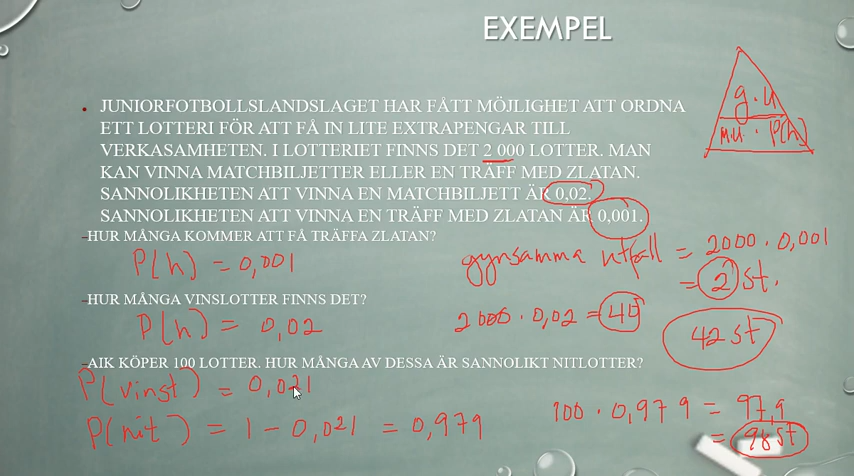 EXEMPEL
• JUNIORFOTBOLLSLANDSLAGET HAR FÅTT MÖJLIGHET ATT ORDNA
ETT LOTTERI FÖR ATT FÅ IN LITE EXTRAPENGAR TILL
VERKASAMHETEN. I LOTTERIET FINNS DET 2 000 LOTTER. MAN
KAN VINNA MATCHBILJETTER ELLER EN TRÄFF MED ZLATAN.
SANNOLIKHETEN ATT VINNA EN MATCHBILJETT ÄR 0,02.
SANNOLIKHETEN ATT VINNA EN TRÄFF MED ZLATAN ÄR 0,001.
g.u
m.u. · P(h)
–HUR MÅNGA KOMMER ATT FÅ TRÄFFA ZLATAN?
P(h) = 0,001
gynsamma utfall = 2000 · 0,001
= 2 st.
–HUR MÅNGA VINSLOTTER FINNS DET?
P(h) = 0,02
2000 · 0,02 = 40
42 st
–AIK KÖPER 100 LOTTER. HUR MÅNGA AV DESSA ÄR SANNOLIKT NITLOTTER?
P(vinst) = 0,021
P(nit) = 1 - 0,021 = 0,979
100 · 0,979 = 97,9
= 98 st